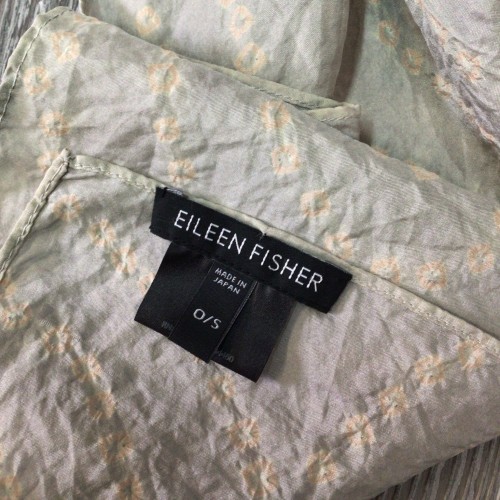 EILEEN FISHER
MADE IN
JAPAN
O/S